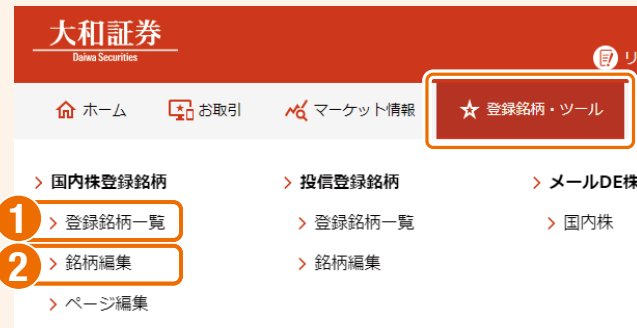 大和証券
Daiwa Securities
リ
ホーム お取引 マーケット情報 登録銘柄・ツール
国内株登録銘柄 投信登録銘柄 メールDE株
1 登録銘柄一覧 登録銘柄一覧 国内株
2 銘柄編集 銘柄編集
ページ編集